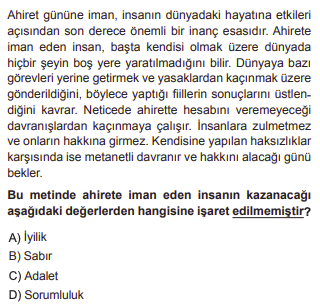 Ahiret gününe iman, insanın dünyadaki hayatına etkileri
açısından son derece önemli bir inanç esasıdır. Ahirete
iman eden insan, başta kendisi olmak üzere dünyada
hiçbir şeyin boş yere yaratılmadığını bilir. Dünyaya bazı
görevleri yerine getirmek ve yasaklardan kaçınmak üzere
gönderildiğini, böylece yaptığı fiillerin sonuçlarını üstlen-
diğini kavrar. Neticede ahirette hesabını veremeyeceği
davranışlardan kaçınmaya çalışır. İnsanlara zulmetmez
ve onların hakkına girmez. Kendisine yapılan haksızlıklar
karşısında ise metanetli davranır ve hakkını alacağı günü
bekler.
Bu metinde ahirete iman eden insanın kazanacağı
aşağıdaki değerlerden hangisine işaret edilmemiştir?
A) İyilik
B) Sabır
C) Adalet
D) Sorumluluk